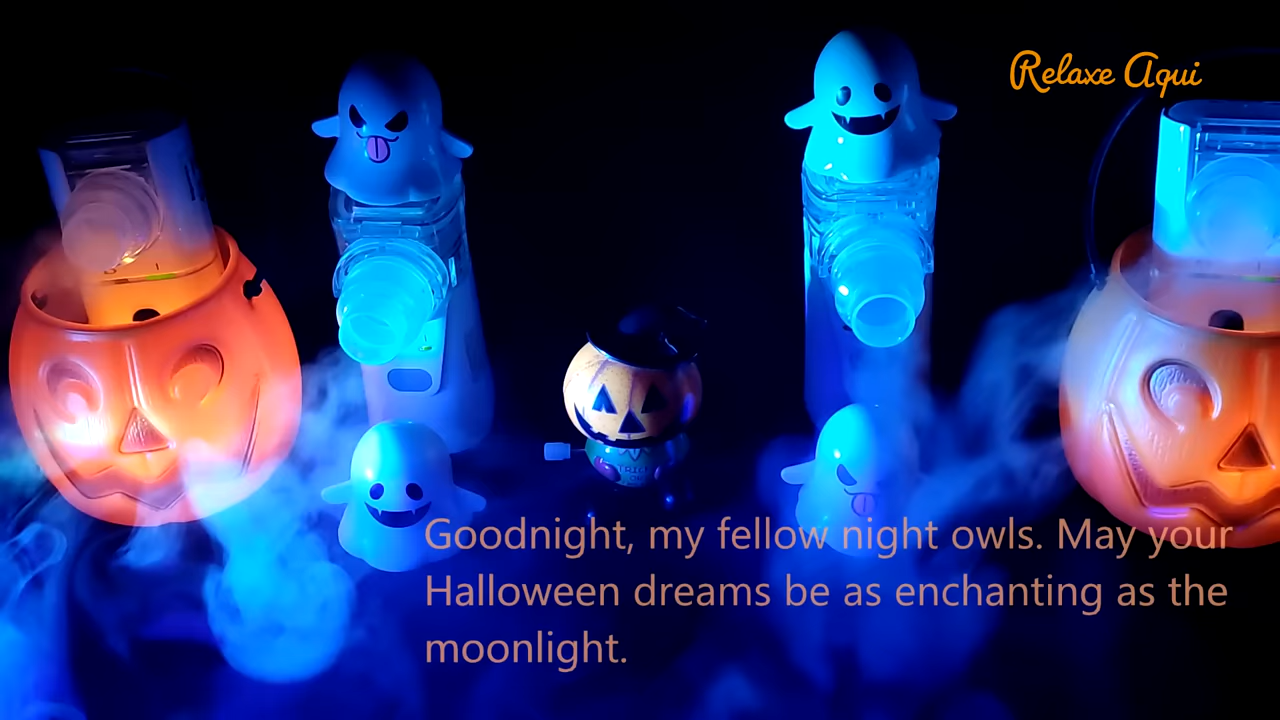 Relaxe Aqui
Goodnight, my fellow night owls. May your
Halloween dreams be as enchanting as the
moonlight.